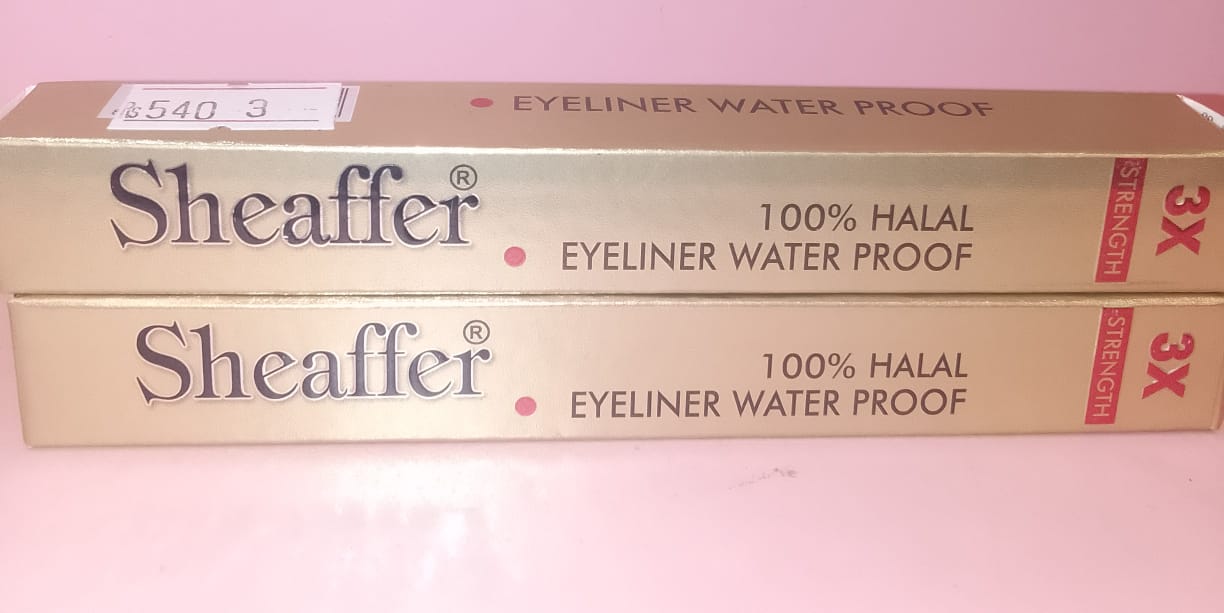 540 3
• EYELINER WATER PROOF
Sheaffer®
100% HALAL
• EYELINER WATER PROOF
STRENGTH
3X
Sheaffer®
100% HALAL
• EYELINER WATER PROOF
STRENGTH
3X